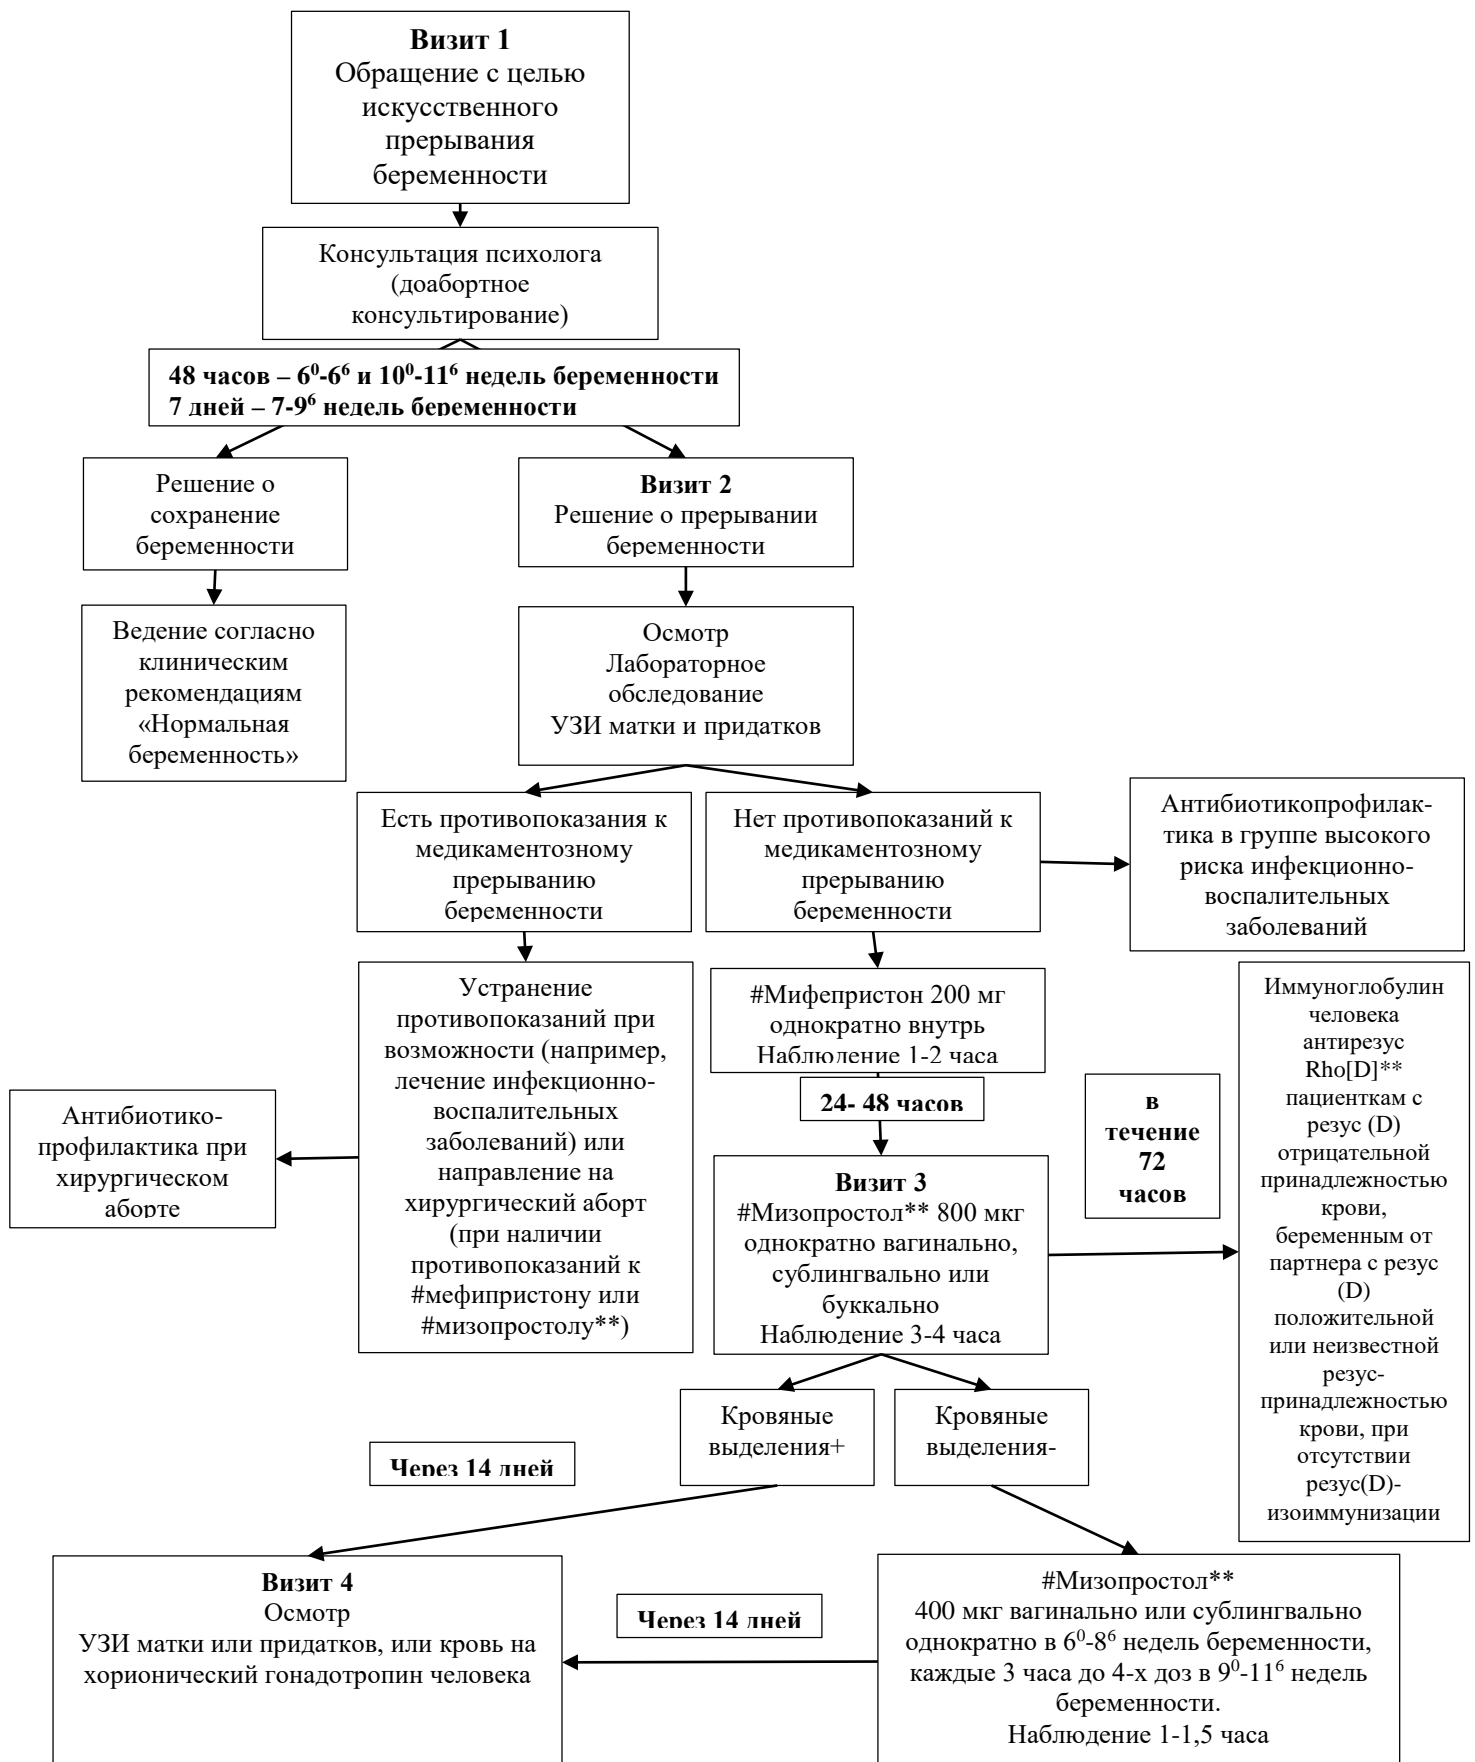 Визит 1
Обращение с целью
искусственного
прерывания
беременности
Консультация психолога
(доабортное
консультирование)
48 часов – 6⁰-6⁶ и 10⁰-11⁶ недель беременности
7 дней – 7-9⁶ недель беременности
Решение о
сохранение
беременности
Визит 2
Решение о прерывании
беременности
Ведение согласно
клиническим
рекомендациям
«Нормальная
беременность»
Осмотр
Лабораторное
обследование
УЗИ матки и придатков
Есть противопоказания к
медикаментозному
прерыванию
беременности
Нет противопоказаний к
медикаментозному
прерыванию
беременности
Антибиотикопрофилак-
тика в группе высокого
риска инфекционно-
воспалительных
заболеваний
Устранение
противопоказаний при
возможности (например,
лечение инфекционно-
воспалительных
заболеваний) или
направление на
хирургический аборт
(при наличии
противопоказаний к
#мефипристону или
#мизопростолу**)
Антибиотико-
профилактика при
хирургическом
аборте
#Мифепристон 200 мг
однократно внутрь
Наблюдение 1-2 часа
24- 48 часов
Визит 3
#Мизопростол** 800 мкг
однократно вагинально,
сублингвально или
буккально
Наблюдение 3-4 часа
в
течение
72
часов
Иммуноглобулин
человека
антирезус
Rho[D]**
пациенткам с
резус (D)
отрицательной
принадлежностью
крови,
беременным от
партнера с резус
(D)
положительной
или неизвестной
резус-
принадлежностью
крови, при
отсутствии
резус(D)-
изоиммунизации
Кровяные
выделения+
Кровяные
выделения-
Через 14 дней
Визит 4
Осмотр
УЗИ матки или придатков, или кровь на
хорионический гонадотропин человека
Через 14 дней
#Мизопростол**
400 мкг вагинально или сублингвально
однократно в 6⁰-8⁶ недель беременности,
каждые 3 часа до 4-х доз в 9⁰-11⁶ недель
беременности.
Наблюдение 1-1,5 часа